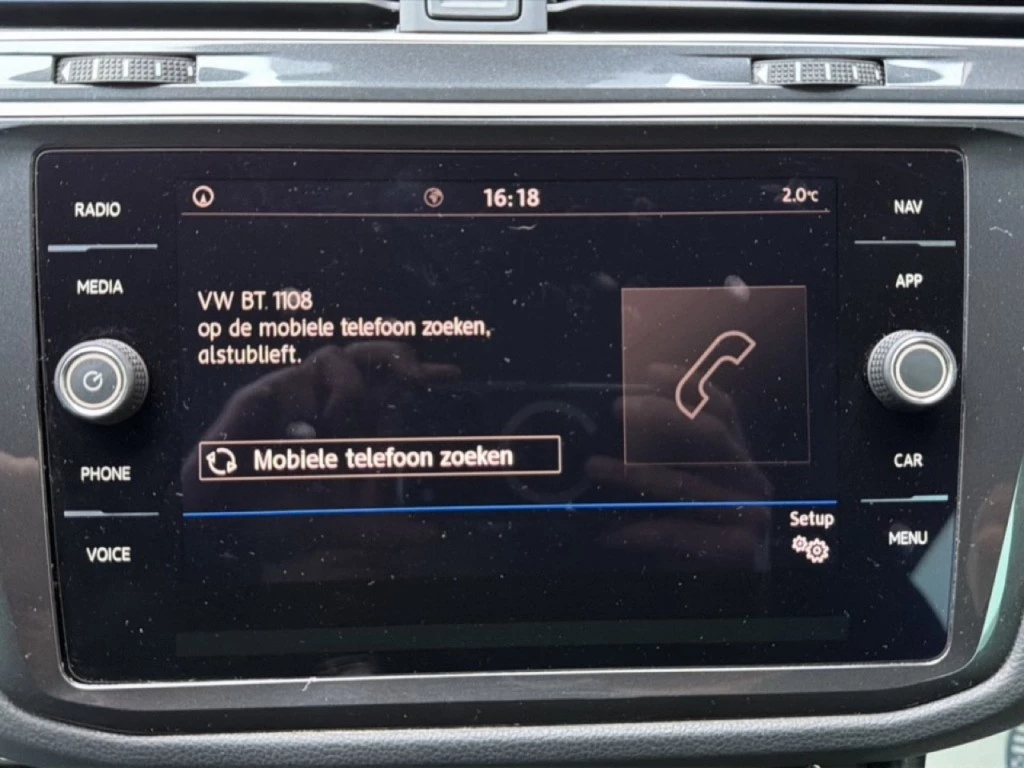 16:18
2.0°C
RADIO
MEDIA
PHONE
VOICE
VW BT 1108
op de mobiele telefoon zoeken,
alstublieft.
Mobiele telefoon zoeken
Setup
NAV
APP
CAR
MENU